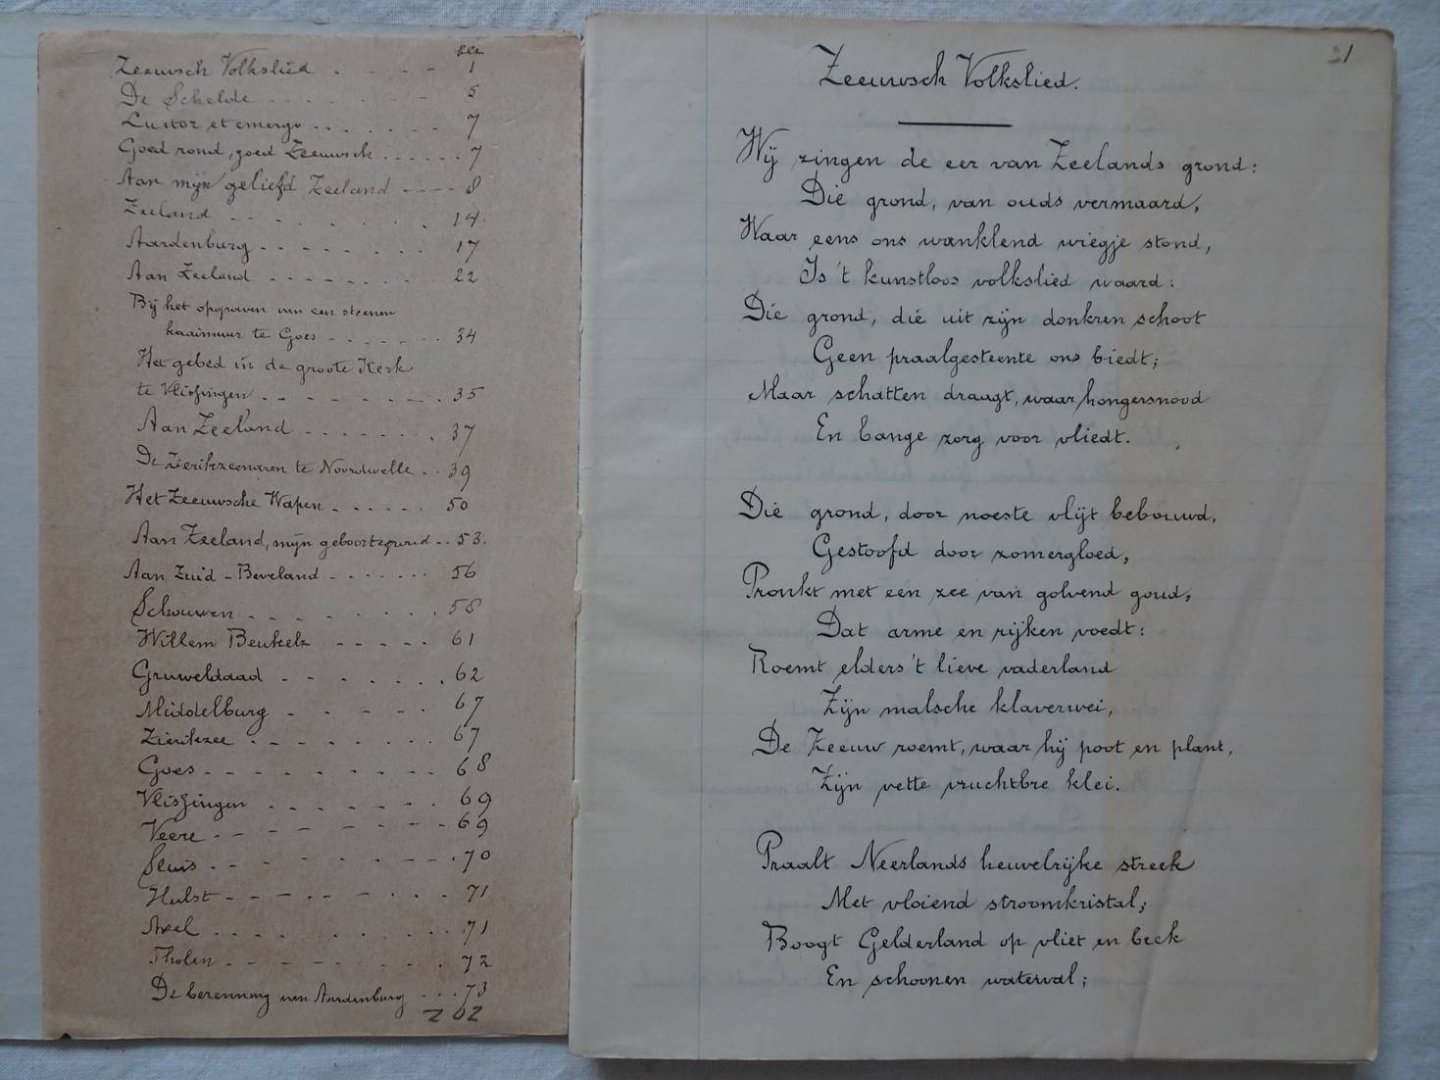 blz
Zeeuwsch Volkslied . - - - - 1
De Schelde . . . . . . . . 5
Luctor et emergo . . . . . . . 7
Goed rond, goed Zeeuwsch . . . . . . 7
Aan mijn geliefd Zeeland - - - - 8
Zeeland - - . . . . . 14
Aardenburg - - - - . . . 17
Aan Zeeland . . . . . . . 22
Bij het opgraven van een steenen
kaaimuur te Goes - . . . . . . 34
Het gebed in de groote Kerk
te Vlissingen . - - - - - - . 35
Aan Zeeland . - - - - - . 37
De Zierikzeenaren te Noordwelle . . 39
Het Zeeuwsche Wapen . . . . . . 50
Aan Zeeland, mijn geboortegrond - . . 53.
Aan Zuid - Beveland - . . . . . . 56
Schouwen . - - . - - . . 58
Willem Beukelz - - - - - 61
Gruweldaad - - - . - - . 62
Middelburg - . - - - 67
Zierikzee . - - . . . . . 67
Goes - - - - - - - - 68
Vlissingen - - - - - - . 69
Veere - - - - - - - - 69
Sluis - - - - - - - - . 70
Hulst - - - . - - . . . 71
Axel . . . - . - . . . . 71
Tholen - - - - - . . . 72
De berenning van Aardenburg . . . 73
202
21
Zeeuwsch Volkslied.
Wij zingen de eer van Zeelands grond:
Die grond, van ouds vermaard,
Waar eens ons wanklend wiegje stond,
Is 't kunstloos volkslied waard:
Die grond, die uit zijn donkren schoot
Geen praalgesteente ons biedt;
Maar schatten draagt, waar hongersnood
En bange zorg voor vliedt.
Die grond, door noeste vlijt bebouwd,
Gestoofd door zomergloed,
Pronkt met een zee van golvend goud,
Dat arme en rijken voedt:
Roemt elders 't lieve vaderland
Zijn malsche klaverwei,
De Zeeuw roemt, waar hij poot en plant,
Zijn vette vruchtbre klei.
Praalt Neerlands heuvelrijke streek
Met vloiend stroomkristal;
Boogt Gelderland op vliet en beek
En schoonen waterval;